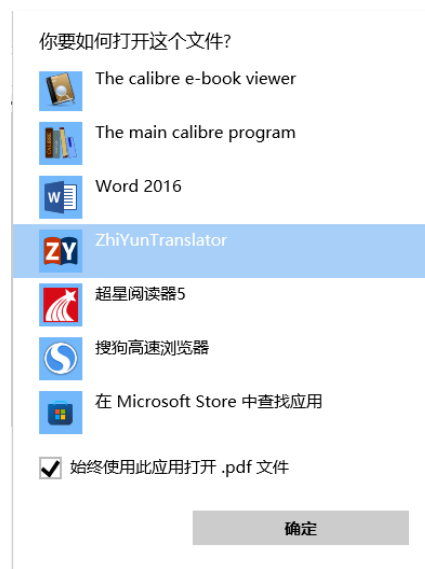 你要如何打开这个文件?
The calibre e-book viewer
The main calibre program
Word 2016
ZhiYunTranslator
超星阅读器5
搜狗高速浏览器
在 Microsoft Store 中查找应用
始终使用此应用打开 .pdf 文件
确定